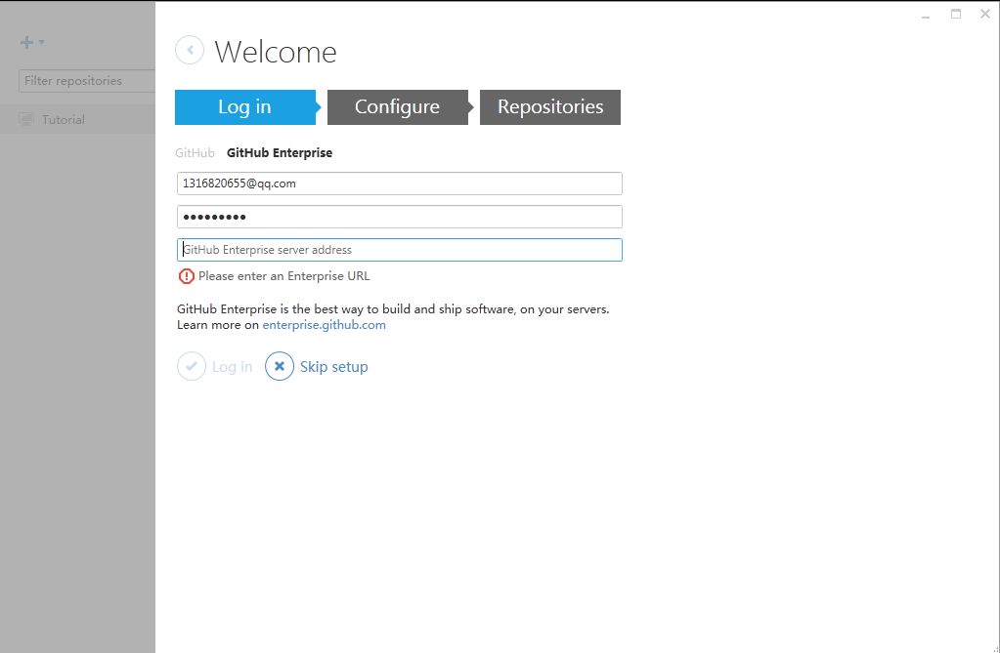 Filter repositories
Tutorial
Welcome
Log in
Configure
Repositories
GitHub GitHub Enterprise
1316820655@qq.com
●●●●●●●●●
GitHub Enterprise server address
Please enter an Enterprise URL
GitHub Enterprise is the best way to build and ship software, on your servers.
Learn more on enterprise.github.com
Log in
Skip setup